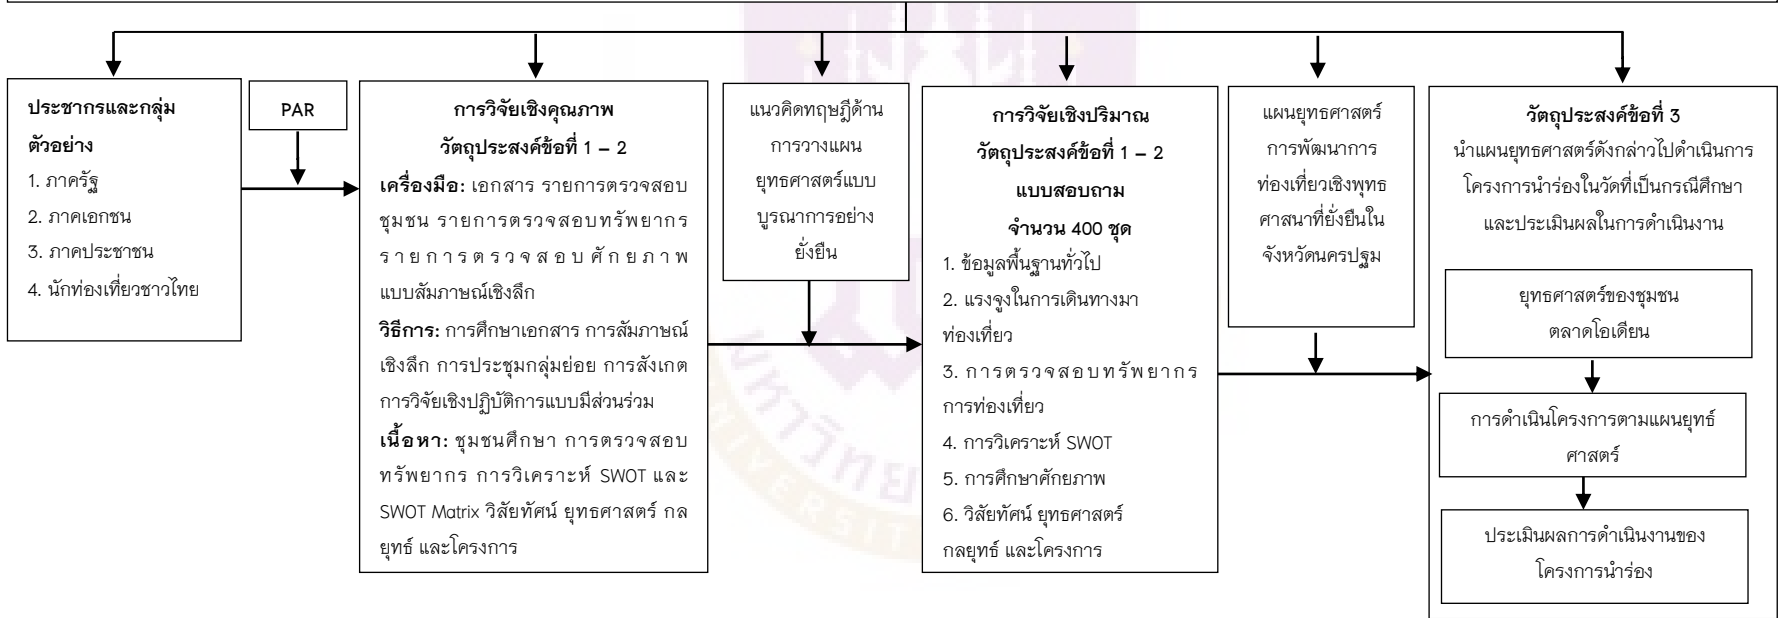 ประชากรและกลุ่ม
ตัวอย่าง
1. ภาครัฐ
2. ภาคเอกชน
3. ภาคประชาชน
4. นักท่องเที่ยวชาวไทย
PAR
การวิจัยเชิงคุณภาพ
วัตถุประสงค์ข้อที่ 1 – 2
เครื่องมือ: เอกสาร รายการตรวจสอบ
ชุมชน รายการตรวจสอบทรัพยากร
รายการตรวจสอบศักยภาพ
แบบสัมภาษณ์เชิงลึก
วิธีการ: การศึกษาเอกสาร การสัมภาษณ์
เชิงลึก การประชุมกลุ่มย่อย การสังเกต
การวิจัยเชิงปฏิบัติการแบบมีส่วนร่วม
เนื้อหา: ชุมชนศึกษา การตรวจสอบ
ทรัพยากร การวิเคราะห์ SWOT และ
SWOT Matrix วิสัยทัศน์ ยุทธศาสตร์ กล
ยุทธ์ และโครงการ
แนวคิดทฤษฎีด้าน
การวางแผน
ยุทธศาสตร์แบบ
บูรณาการอย่าง
ยั่งยืน
การวิจัยเชิงปริมาณ
วัตถุประสงค์ข้อที่ 1 – 2
แบบสอบถาม
จำนวน 400 ชุด
1. ข้อมูลพื้นฐานทั่วไป
2. แรงจูงในการเดินทางมา
ท่องเที่ยว
3. การตรวจสอบทรัพยากร
การท่องเที่ยว
4. การวิเคราะห์ SWOT
5. การศึกษาศักยภาพ
6. วิสัยทัศน์ ยุทธศาสตร์
กลยุทธ์ และโครงการ
แผนยุทธศาสตร์
การพัฒนาการ
ท่องเที่ยวเชิงพุทธ
ศาสนาที่ยั่งยืนใน
จังหวัดนครปฐม
วัตถุประสงค์ข้อที่ 3
นำแผนยุทธศาสตร์ดังกล่าวไปดำเนินการ
โครงการนำร่องในวัดที่เป็นกรณีศึกษา
และประเมินผลในการดำเนินงาน
ยุทธศาสตร์ของชุมชน
ตลาดโอเดียน
การดำเนินโครงการตามแผนยุทธ์
ศาสตร์
ประเมินผลการดำเนินงานของ
โครงการนำร่อง